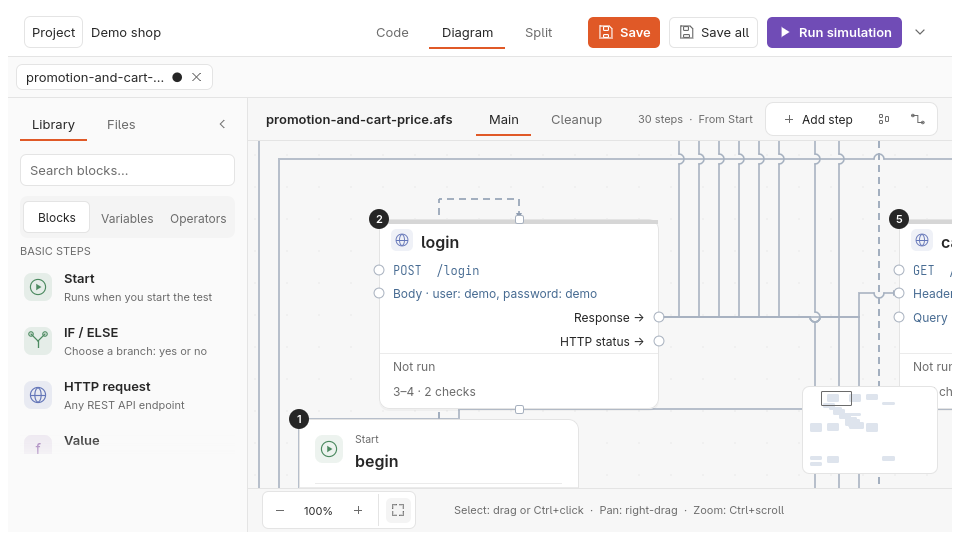 Project Demo shop
Code Diagram Split
Save Save all Run simulation
promotion-and-cart-...
Library Files
Search blocks...
Blocks Variables Operators
BASIC STEPS
Start
Runs when you start the test
IF / ELSE
Choose a branch: yes or no
HTTP request
Any REST API endpoint
f Value
promotion-and-cart-price.afs Main Cleanup 30 steps · From Start + Add step
2 login
POST /login
Body · user: demo, password: demo
Response →
HTTP status →
Not run
3–4 · 2 checks
1 Start
begin
5
GET
Header
Query
Not run
− 100% +
Select: drag or Ctrl+click · Pan: right-drag · Zoom: Ctrl+scroll